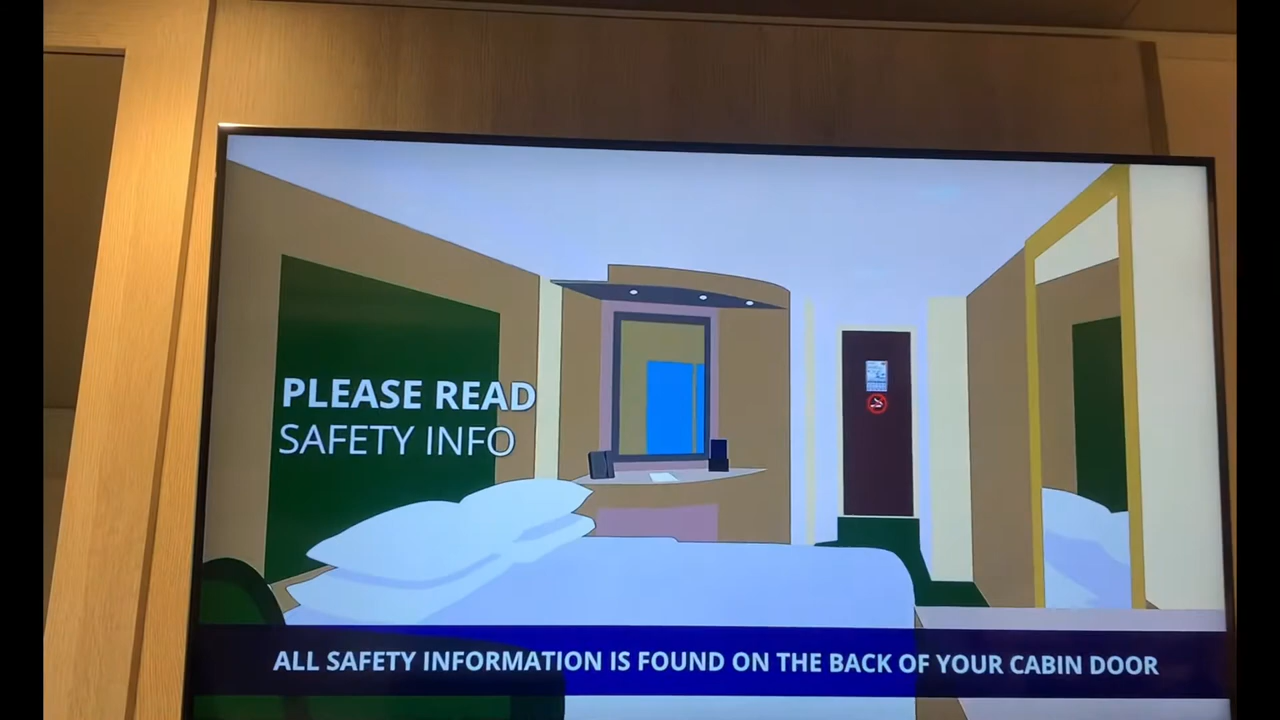 PLEASE READ
SAFETY INFO
ALL SAFETY INFORMATION IS FOUND ON THE BACK OF YOUR CABIN DOOR